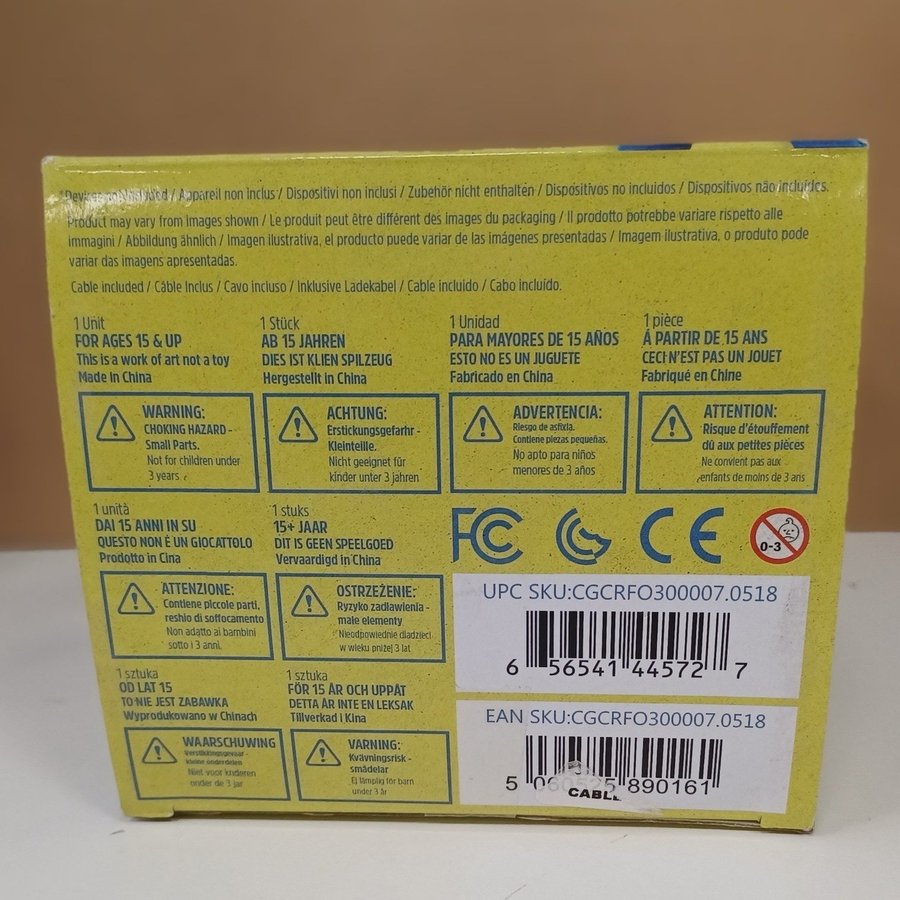 *Devices not included / Appareil non inclus / Dispositivi non inclusi / Zubehör nicht enthalten / Dispositivos no incluidos / Dispositivos não incluidos.
Product may vary from images shown / Le produit peut être différent des images du packaging / Il prodotto potrebbe variare rispetto alle
immagini / Abbildung ähnlich / Imagen ilustrativa, el producto puede variar de las imágenes presentadas / Imagem ilustrativa, o produto pode
variar das imagens apresentadas.
Cable included / Câble Inclus / Cavo incluso / Inklusive Ladekabel / Cable incluido / Cabo incluído.
1 Unit
FOR AGES 15 & UP
This is a work of art not a toy
Made in China
WARNING:
CHOKING HAZARD -
Small Parts.
Not for children under
3 years .
1 Stück
AB 15 JAHREN
DIES IST KLIEN SPILZEUG
Hergestellt in China
ACHTUNG:
Erstickungsgefarhr -
Kleinteille.
Nicht geeignet für
kinder unter 3 jahren
1 Unidad
PARA MAYORES DE 15 AÑOS
ESTO NO ES UN JUGUETE
Fabricado en China
ADVERTENCIA:
Riesgo de asfixia.
Contiene piezas pequeñas.
No apto para niños
menores de 3 años
1 pièce
À PARTIR DE 15 ANS
CECI N'EST PAS UN JOUET
Fabriqué en Chine
ATTENTION:
Risque d'étouffement
dû aux petites pièces
Ne convient pas aux
enfants de moins de 3 ans
1 unità
DAI 15 ANNI IN SU
QUESTO NON È UN GIOCATTOLO
Prodotto in Cina
ATTENZIONE:
Contiene piccole parti,
reshio di soffocamento
Non adatto ai bambini
sotto i 3 anni.
1 stuks
15+ JAAR
DIT IS GEEN SPEELGOED
Vervaardigd in China
OSTRZEŻENIE:
Ryzyko zadławienia -
małe elementy
Nieodpowiednie dladzieci
w wieku pniżej 3 lat
FCC
CE
0-3
1 sztuka
OD LAT 15
TO NIE JEST ZABAWKA
Wyprodukowano w Chinach
WAARSCHUWING
Verstikkingsgevaar -
kleine onderdelen
Niet voor kinderen
onder de 3 jar
1 sztuka
FÖR 15 ÅR OCH UPPÅT
DETTA ÄR INTE EN LEKSAK
Tillverkad i Kina
VARNING:
Kvävningsrisk -
smådelar
Ej lämplig för barn
under 3 år
UPC SKU:CGCRFO300007.0518
6 56541 44572 7
EAN SKU:CGCRFO300007.0518
5 890161